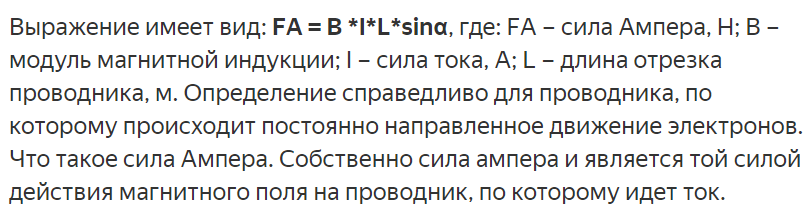 Выражение имеет вид: FA = B *I*L*sinα, где: FA – сила Ампера, Н; B –
модуль магнитной индукции; I – сила тока, А; L – длина отрезка
проводника, м. Определение справедливо для проводника, по
которому происходит постоянно направленное движение электронов.
Что такое сила Ампера. Собственно сила ампера и является той силой
действия магнитного поля на проводник, по которому идет ток.